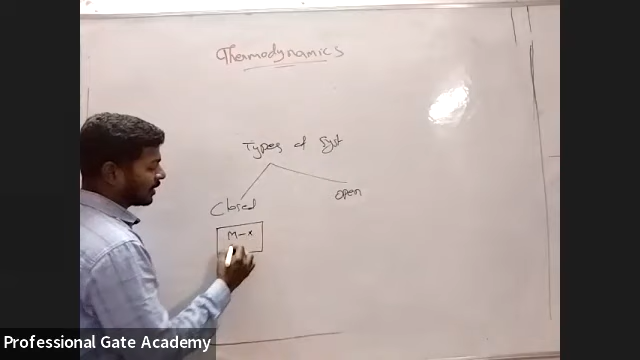 Thermodynamics
Types of Syst
Closed
open
M - x
Professional Gate Academy